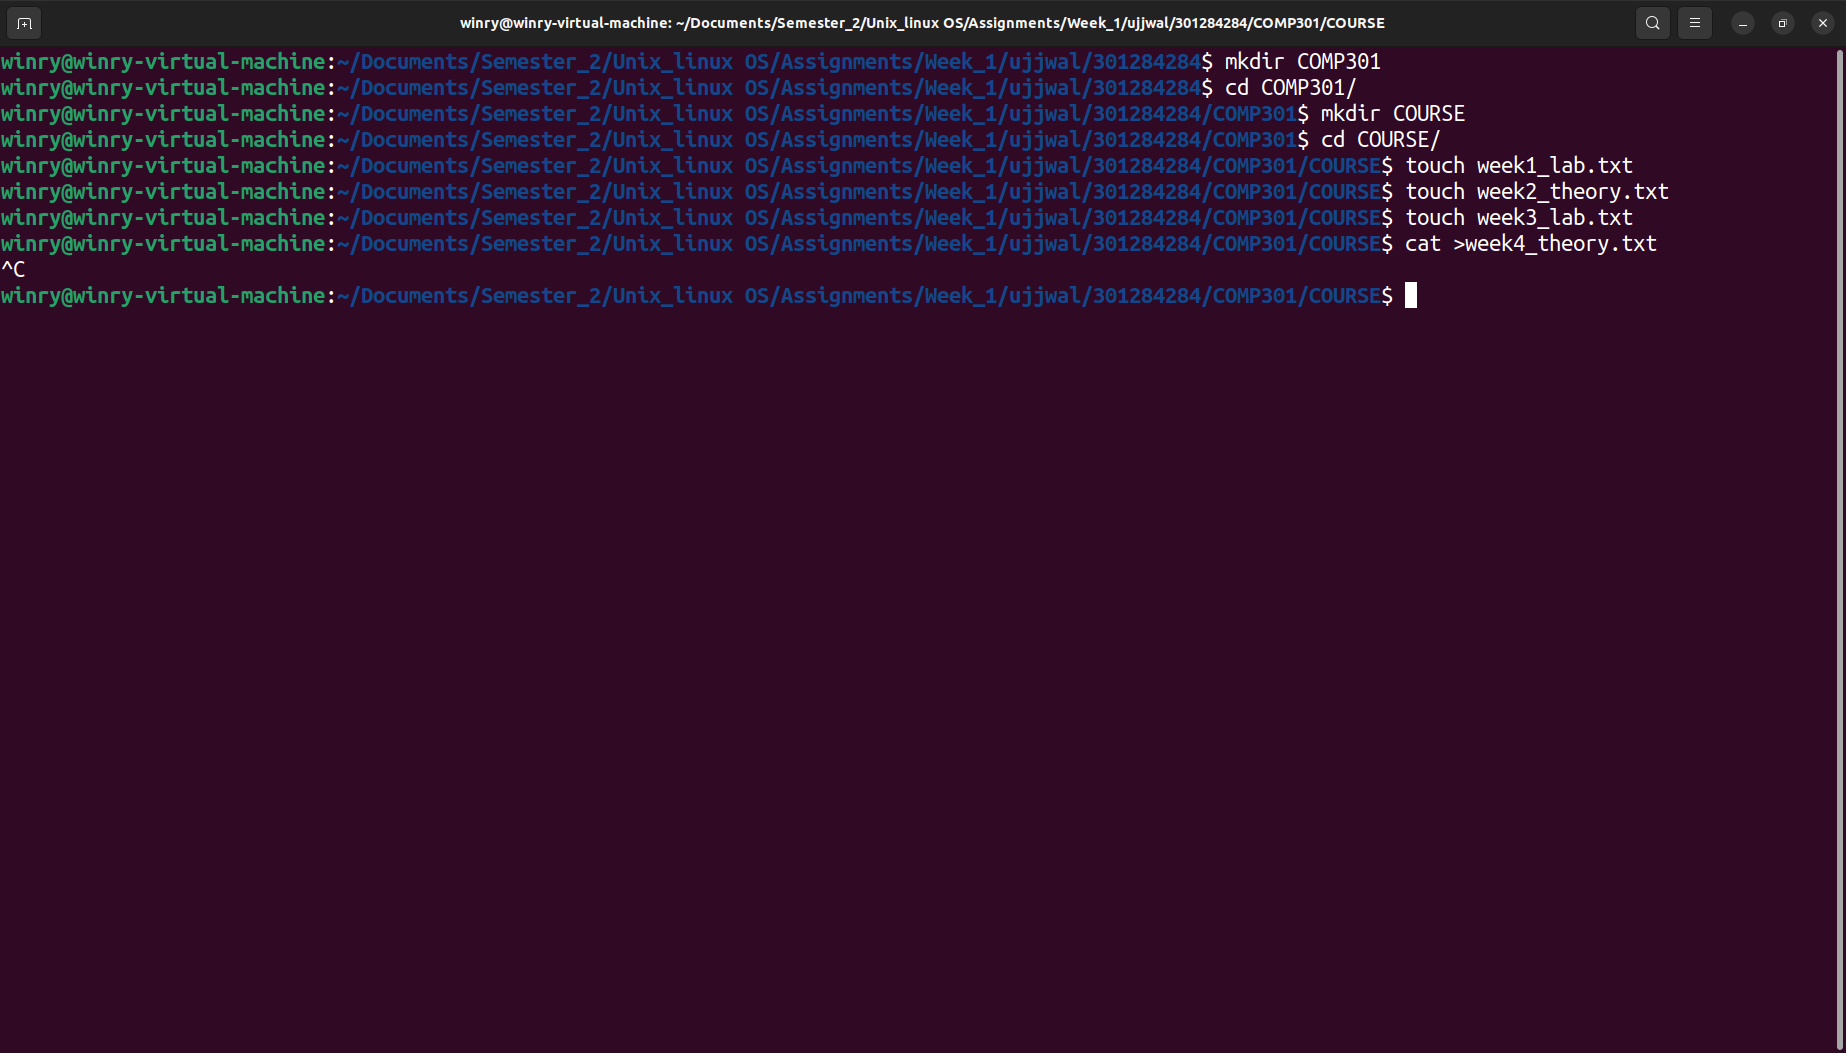 winry@winry-virtual-machine: ~/Documents/Semester_2/Unix_linux OS/Assignments/Week_1/ujjwal/301284284/COMP301/COURSE
winry@winry-virtual-machine:~/Documents/Semester_2/Unix_linux OS/Assignments/Week_1/ujjwal/301284284$ mkdir COMP301
winry@winry-virtual-machine:~/Documents/Semester_2/Unix_linux OS/Assignments/Week_1/ujjwal/301284284$ cd COMP301/
winry@winry-virtual-machine:~/Documents/Semester_2/Unix_linux OS/Assignments/Week_1/ujjwal/301284284/COMP301$ mkdir COURSE
winry@winry-virtual-machine:~/Documents/Semester_2/Unix_linux OS/Assignments/Week_1/ujjwal/301284284/COMP301$ cd COURSE/
winry@winry-virtual-machine:~/Documents/Semester_2/Unix_linux OS/Assignments/Week_1/ujjwal/301284284/COMP301/COURSE$ touch week1_lab.txt
winry@winry-virtual-machine:~/Documents/Semester_2/Unix_linux OS/Assignments/Week_1/ujjwal/301284284/COMP301/COURSE$ touch week2_theory.txt
winry@winry-virtual-machine:~/Documents/Semester_2/Unix_linux OS/Assignments/Week_1/ujjwal/301284284/COMP301/COURSE$ touch week3_lab.txt
winry@winry-virtual-machine:~/Documents/Semester_2/Unix_linux OS/Assignments/Week_1/ujjwal/301284284/COMP301/COURSE$ cat >week4_theory.txt
^C
winry@winry-virtual-machine:~/Documents/Semester_2/Unix_linux OS/Assignments/Week_1/ujjwal/301284284/COMP301/COURSE$